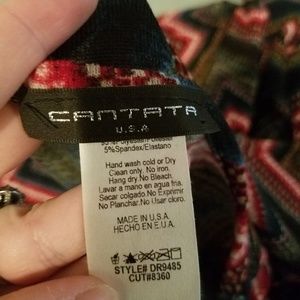 CANTATA
U.S.A
5%Spandex/Elastano
Hand wash cold or Dry
Clean only. No iron,
Hang dry. No Bleach.
Lavar a mano en agua fria.
Secar colgado. No Exprimir
No Planchar. No Usar cloro.
MADE IN U.S.A.
HECHO EN E.U.A.
STYLE# DR9485
CUT#8360